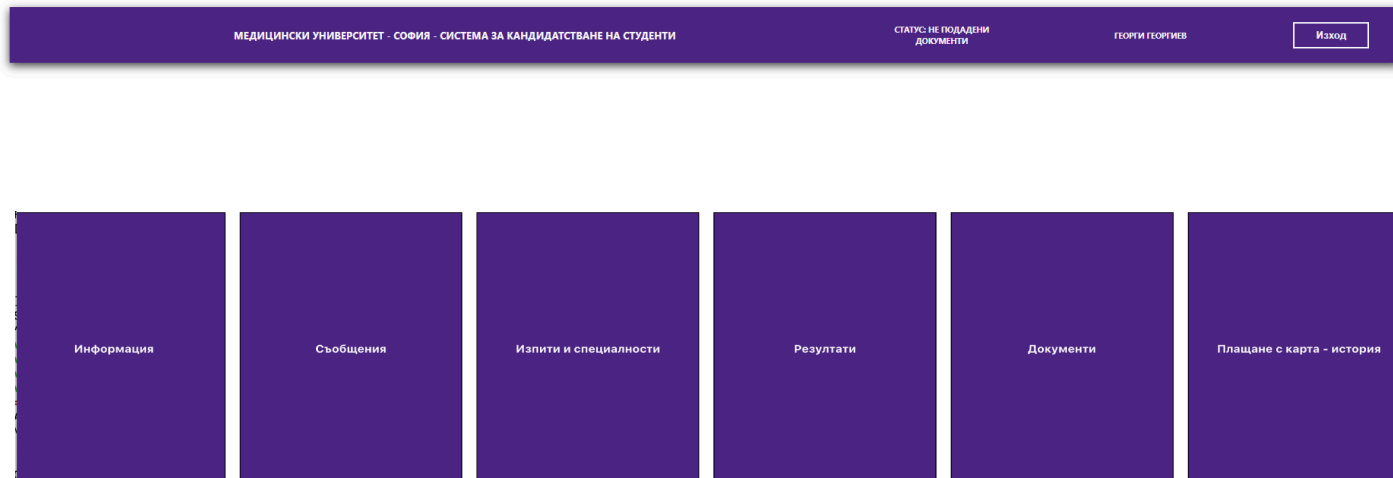 МЕДИЦИНСКИ УНИВЕРСИТЕТ - СОФИЯ - СИСТЕМА ЗА КАНДИДАТСТВАНЕ НА СТУДЕНТИ
СТАТУС: НЕ ПОДАДЕНИ
ДОКУМЕНТИ
ГЕОРГИ ГЕОРГИЕВ
Изход
Информация
Съобщения
Изпити и специалности
Резултати
Документи
Плащане с карта - история